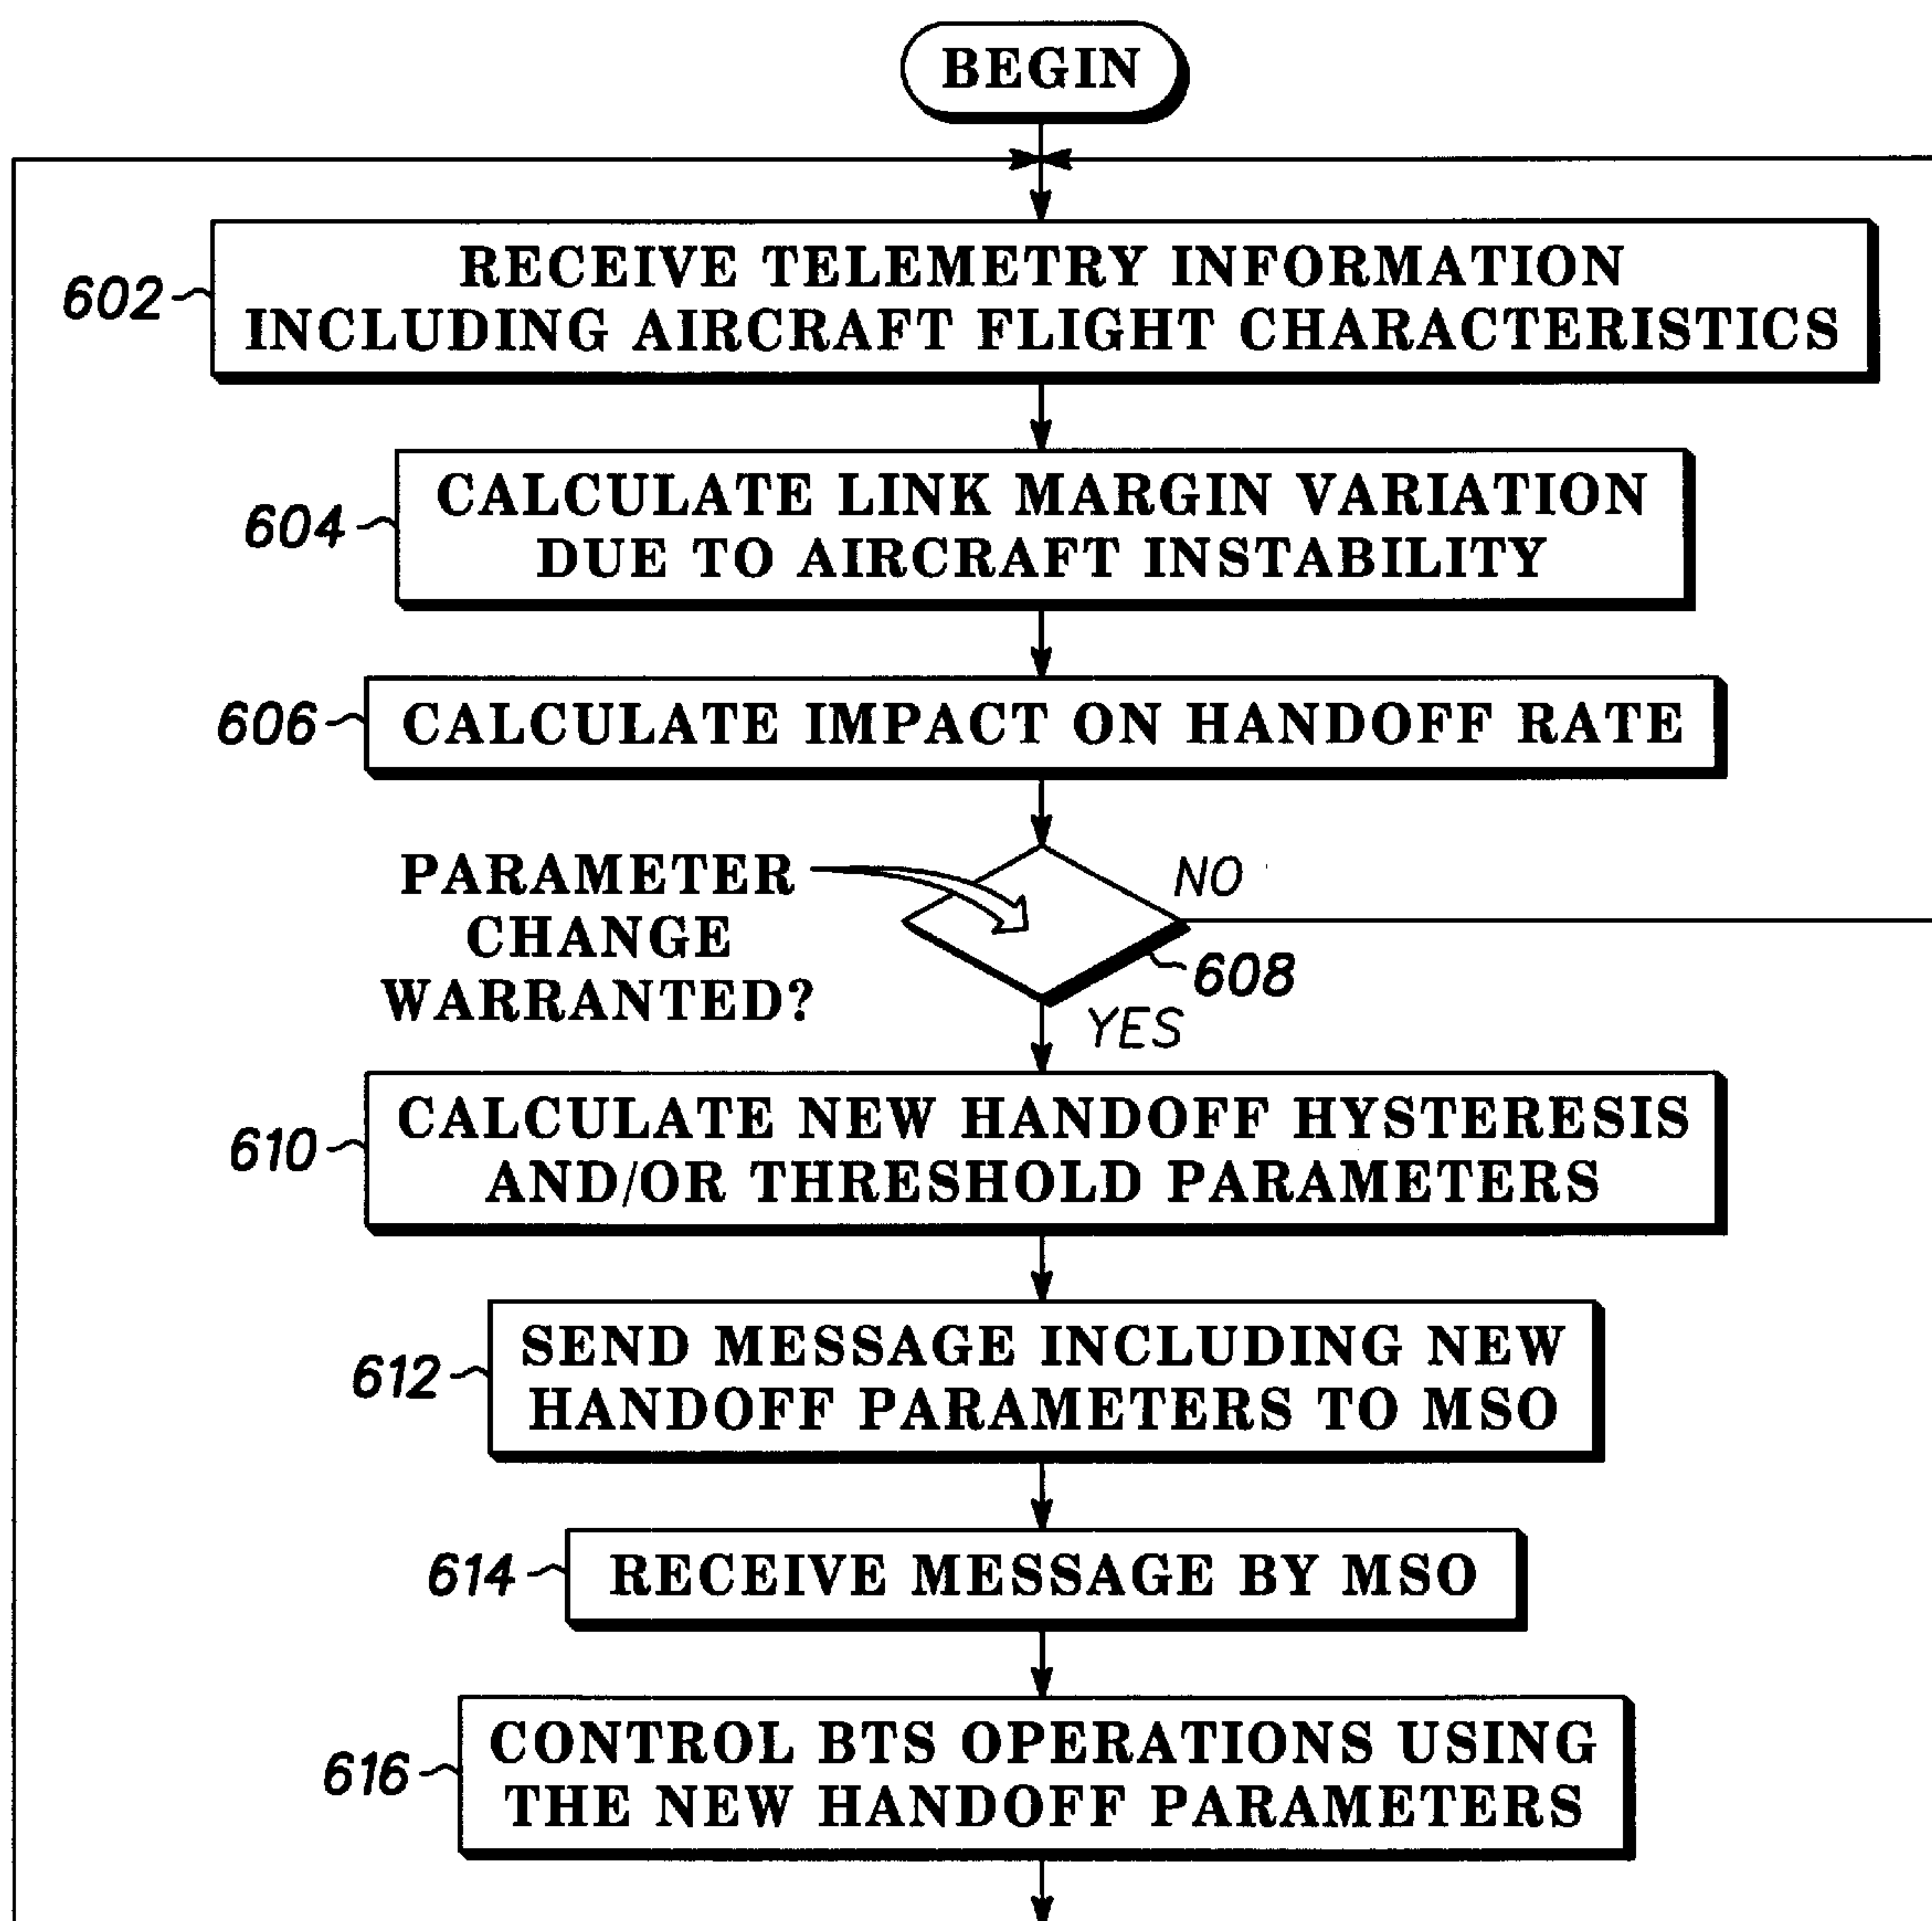 BEGIN
602
RECEIVE TELEMETRY INFORMATION
INCLUDING AIRCRAFT FLIGHT CHARACTERISTICS
604
CALCULATE LINK MARGIN VARIATION
DUE TO AIRCRAFT INSTABILITY
606
CALCULATE IMPACT ON HANDOFF RATE
PARAMETER
CHANGE
WARRANTED?
NO
608
YES
610
CALCULATE NEW HANDOFF HYSTERESIS
AND/OR THRESHOLD PARAMETERS
612
SEND MESSAGE INCLUDING NEW
HANDOFF PARAMETERS TO MSO
614
RECEIVE MESSAGE BY MSO
616
CONTROL BTS OPERATIONS USING
THE NEW HANDOFF PARAMETERS